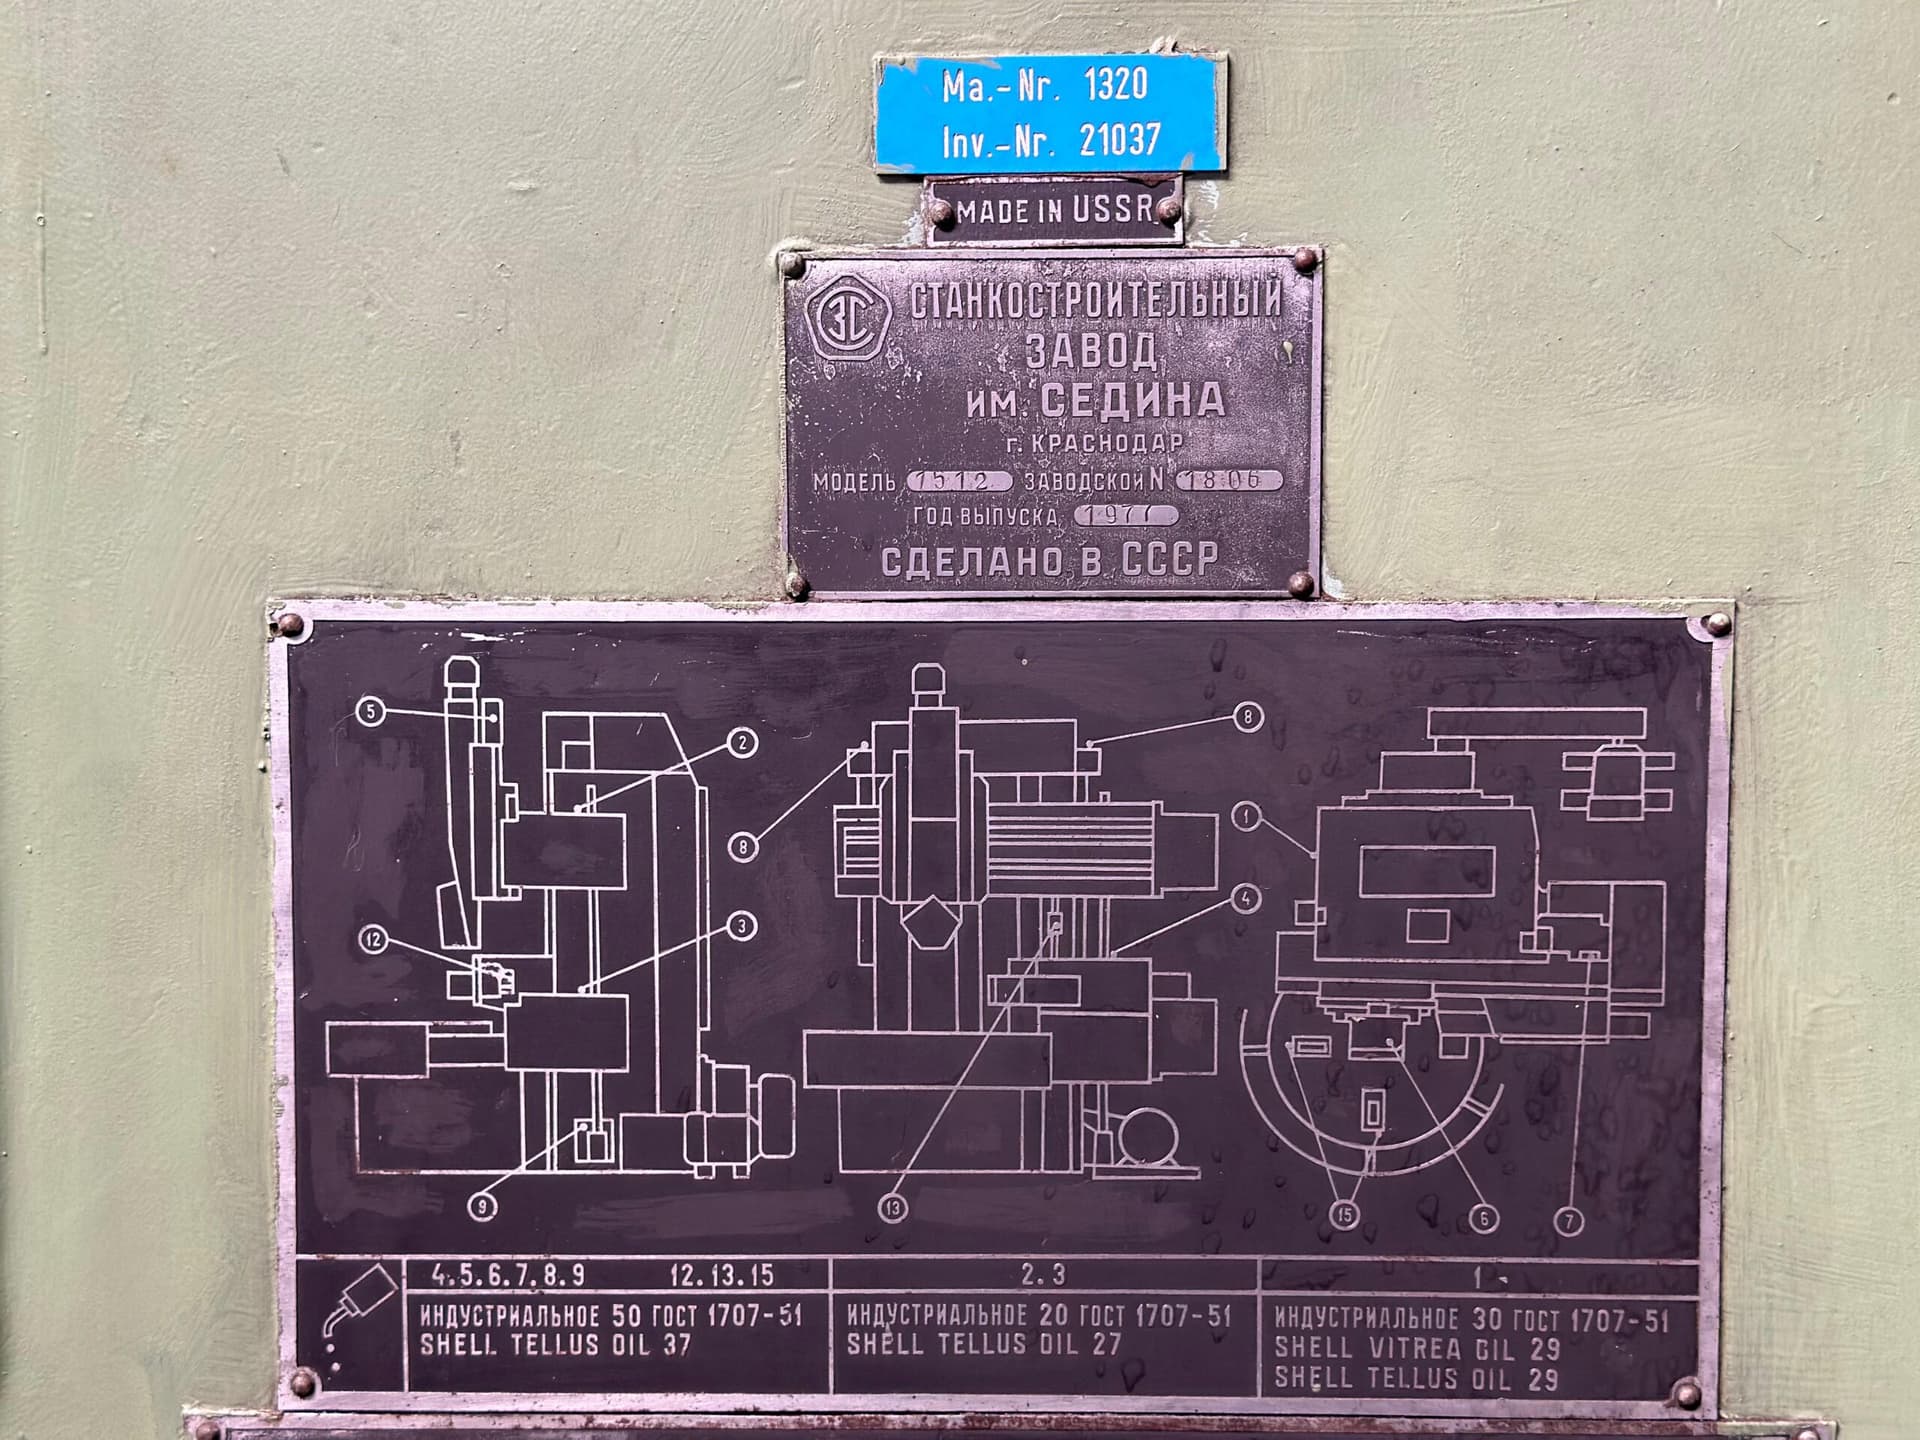 Ma.-Nr. 1320
Inv.-Nr. 21037
MADE IN USSR
ЗС
СТАНКОСТРОИТЕЛЬНЫЙ
ЗАВОД
ИМ. СЕДИНА
Г. КРАСНОДАР
МОДЕЛЬ 1512 ЗАВОДСКОЙ N 1806
ГОД ВЫПУСКА 1977
СДЕЛАНО В СССР
5
2
8
8
1
12
3
4
9
13
15
6
7
4.5.6.7.8.9 12.13.15
ИНДУСТРИАЛЬНОЕ 50 ГОСТ 1707-51
SHELL TELLUS OIL 37
2.3
ИНДУСТРИАЛЬНОЕ 20 ГОСТ 1707-51
SHELL TELLUS OIL 27
1
ИНДУСТРИАЛЬНОЕ 30 ГОСТ 1707-51
SHELL VITREA OIL 29
SHELL TELLUS OIL 29